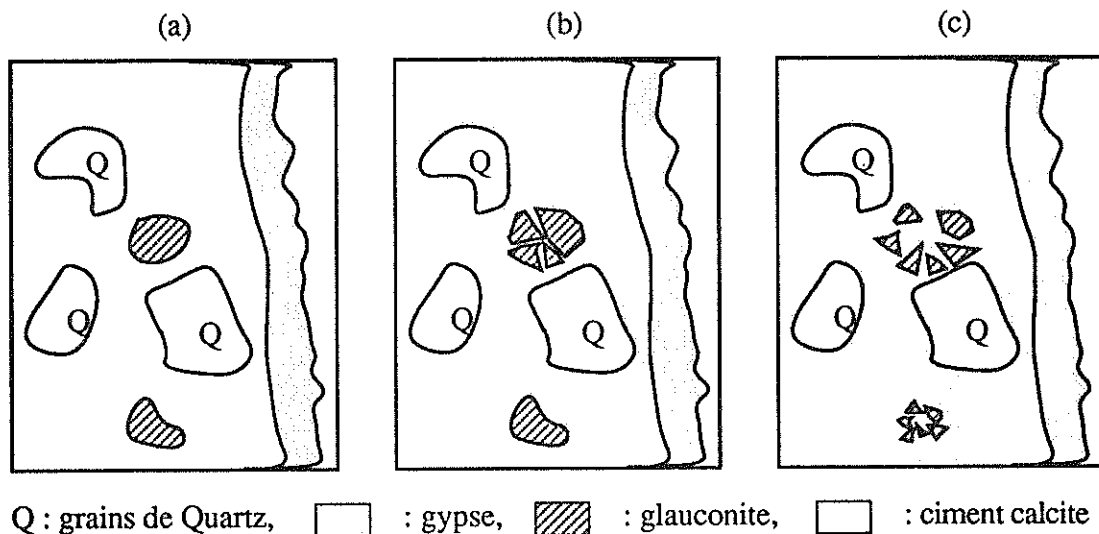 (a) (b) (c)
Q Q Q
Q Q Q Q Q Q
Q : grains de Quartz, : gypse, : glauconite, : ciment calcite